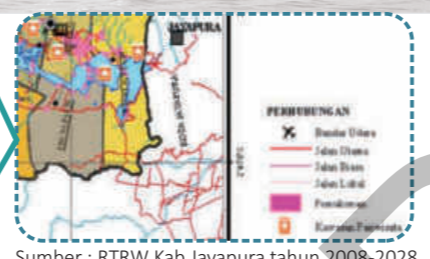 JAYAPURA
PERHUBUNGAN
Bandar Udara
Jalan Utama
Jalan Biasa
Jalan Lokal
Pemukiman
Kawasan Pariwisata
Sumber : RTRW Kab Jayapura tahun 2008-2028